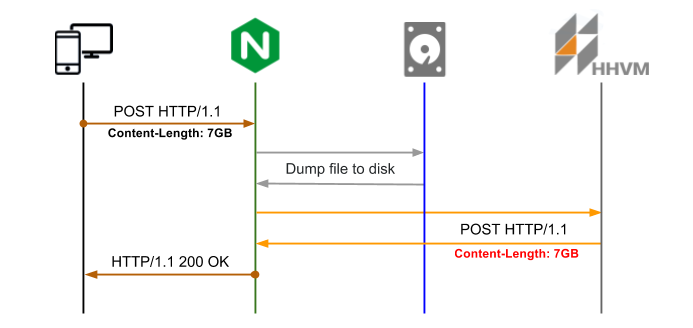 N
HHVM
POST HTTP/1.1
Content-Length: 7GB
Dump file to disk
POST HTTP/1.1
Content-Length: 7GB
HTTP/1.1 200 OK